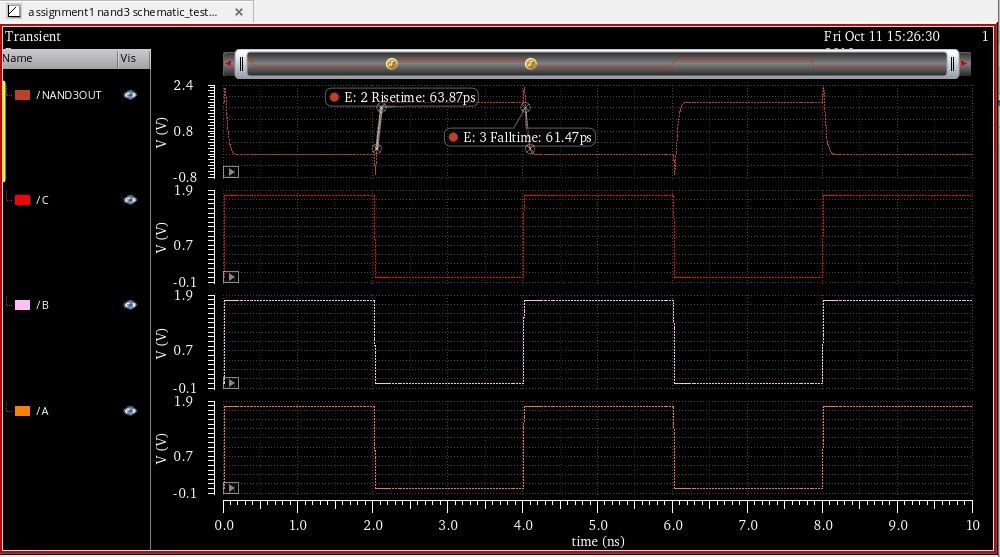 assignment1 nand3 schematic_test...
Transient
Fri Oct 11 15:26:30
1
Name Vis
/NAND3OUT
/C
/B
/A
2.4
0.8
-0.8
V (V)
E: 2 Risetime: 63.87ps
E: 3 Falltime: 61.47ps
1.9
0.7
-0.1
V (V)
1.9
0.7
-0.1
V (V)
1.9
0.7
-0.1
V (V)
0.0 1.0 2.0 3.0 4.0 5.0 6.0 7.0 8.0 9.0 10
time (ns)